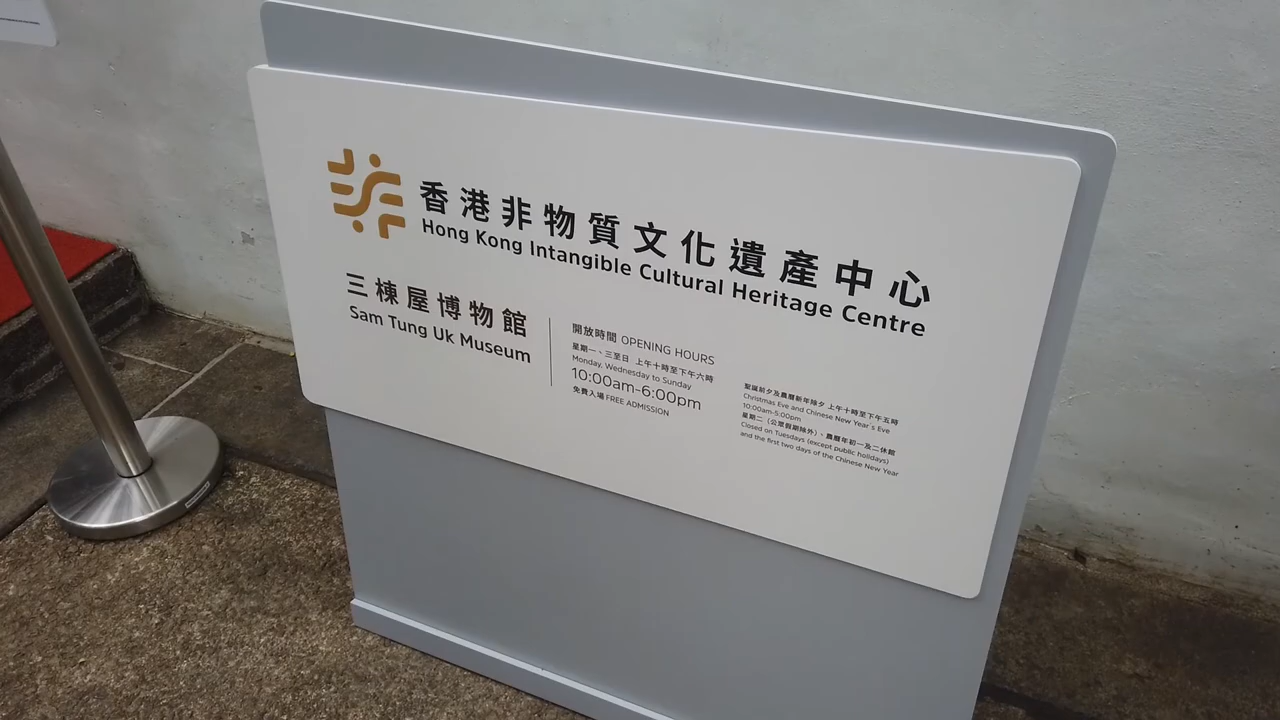 香港非物質文化遺產中心
Hong Kong Intangible Cultural Heritage Centre
三棟屋博物館
Sam Tung Uk Museum
開放時間 OPENING HOURS
星期一、三至日 上午十時至下午六時
Monday, Wednesday to Sunday
10:00am-6:00pm
免費入場 FREE ADMISSION
聖誕前夕及農曆新年除夕 上午十時至下午五時
Christmas Eve and Chinese New Year's Eve
10:00am-5:00pm
星期二（公眾假期除外）、農曆年初一及二休館
Closed on Tuesdays (except public holidays)
and the first two days of the Chinese New Year